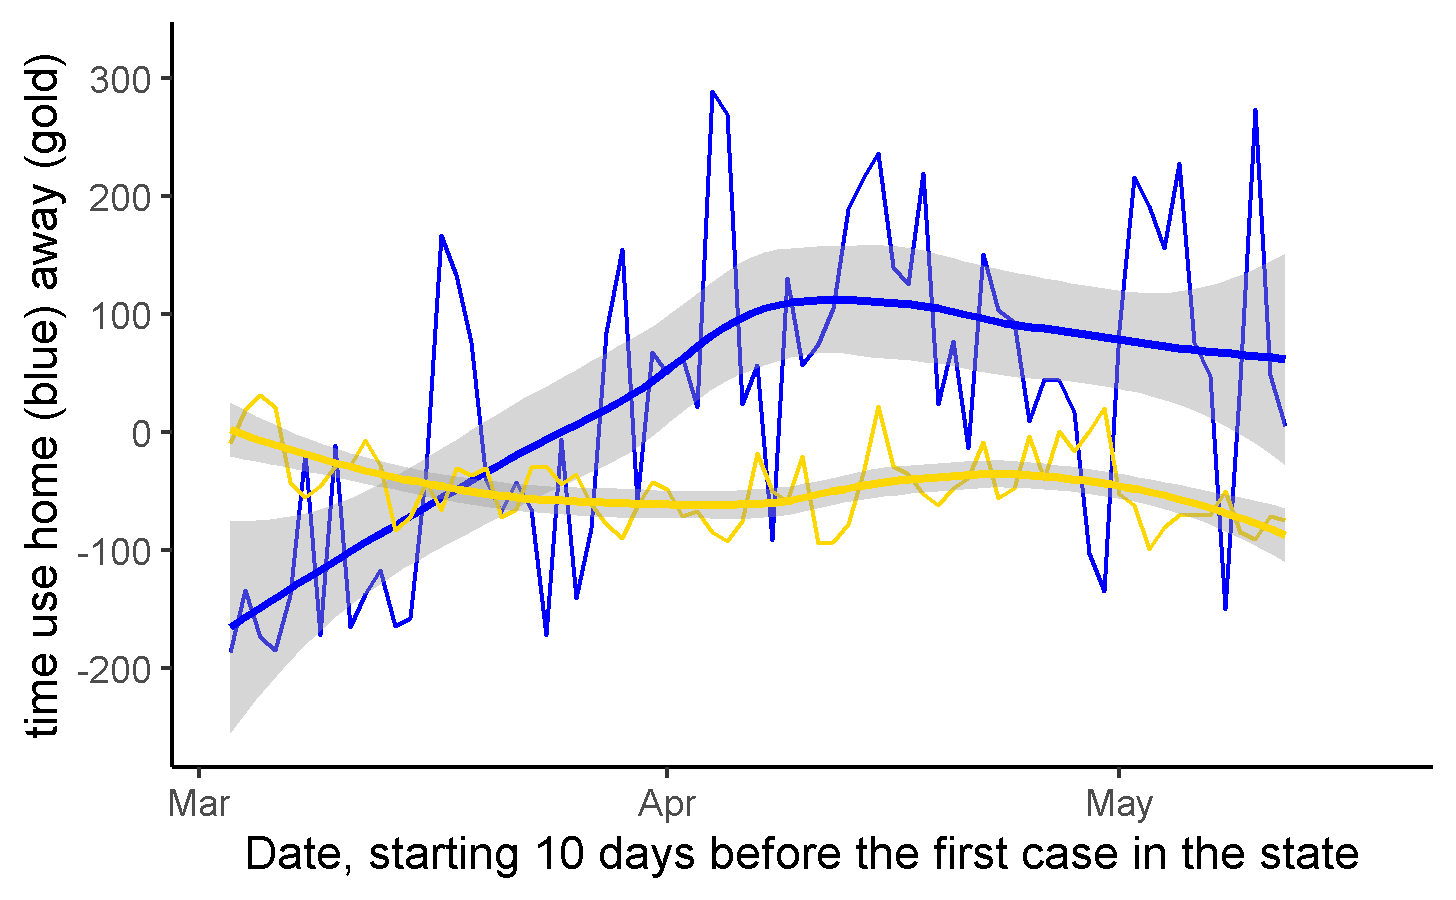 time use home (blue) away (gold)
300
200
100
0
-100
-200
Mar
Apr
May
Date, starting 10 days before the first case in the state